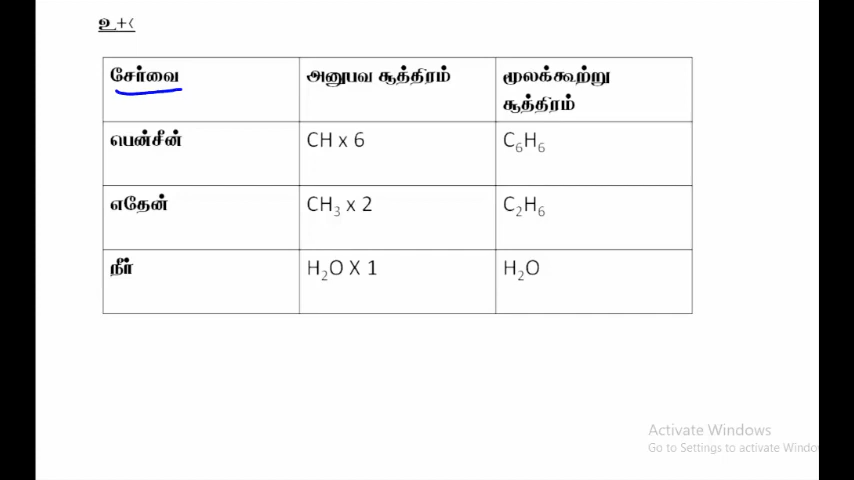 உ+<
சேர்வை அனுபவ சூத்திரம் மூலக்கூற்று
சூத்திரம்
பென்சீன் CH x 6 C₆H₆
எதேன் CH₃ x 2 C₂H₆
நீர் H₂O X 1 H₂O
Activate Windows
Go to Settings to activate Windo